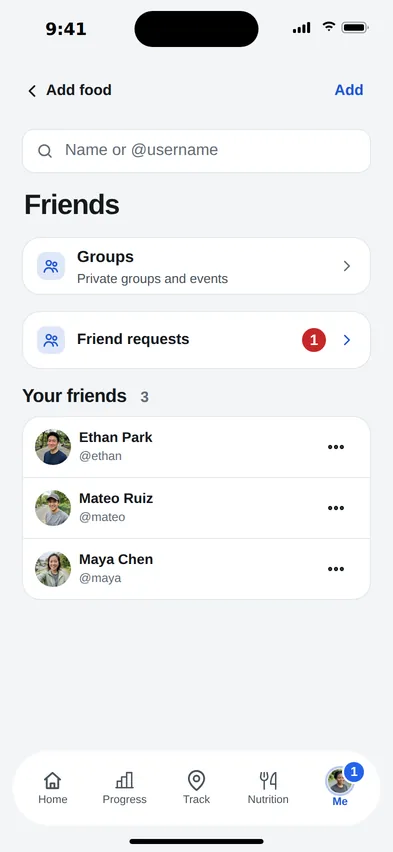 9:41
Add food
Add
Name or @username
Friends
Groups
Private groups and events
Friend requests
1
Your friends 3
Ethan Park
@ethan
Mateo Ruiz
@mateo
Maya Chen
@maya
1
Home
Progress
Track
Nutrition
Me